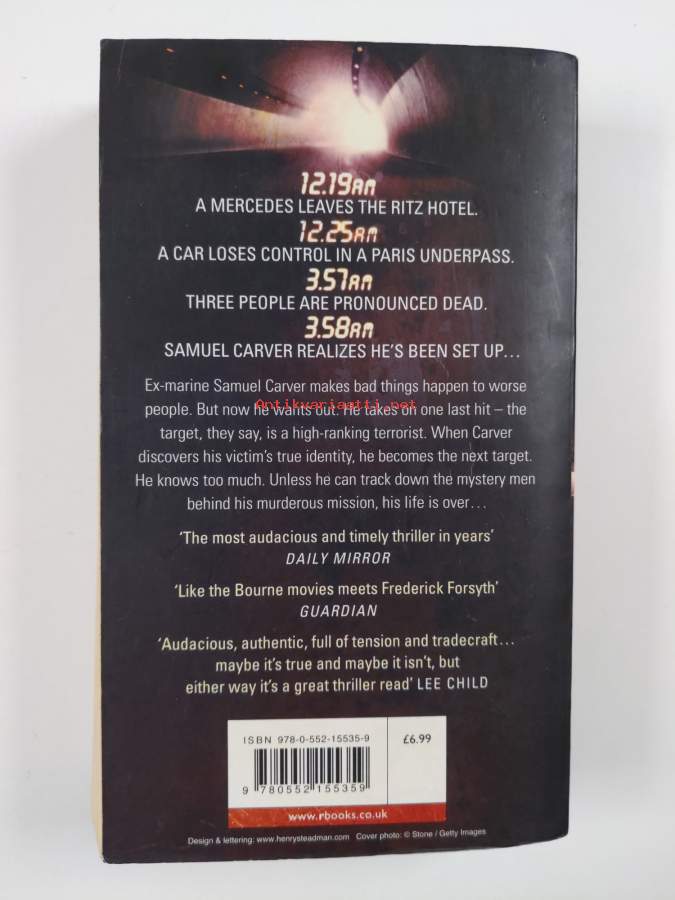 12.19AM
A MERCEDES LEAVES THE RITZ HOTEL.
12.25AM
A CAR LOSES CONTROL IN A PARIS UNDERPASS.
3.57AM
THREE PEOPLE ARE PRONOUNCED DEAD.
3.58AM
SAMUEL CARVER REALIZES HE'S BEEN SET UP...
Ex-marine Samuel Carver makes bad things happen to worse
people. But now he wants out. He takes on one last hit – the
Antikvariaatti.net
target, they say, is a high-ranking terrorist. When Carver
discovers his victim's true identity, he becomes the next target.
He knows too much. Unless he can track down the mystery men
behind his murderous mission, his life is over...
'The most audacious and timely thriller in years'
DAILY MIRROR
'Like the Bourne movies meets Frederick Forsyth'
GUARDIAN
'Audacious, authentic, full of tension and tradecraft...
maybe it's true and maybe it isn't, but
either way it's a great thriller read' LEE CHILD
ISBN 978-0-552-15535-9
£6.99
9 780552 155359
www.rbooks.co.uk
Design & lettering: www.henrysteadman.com Cover photo: © Stone / Getty Images